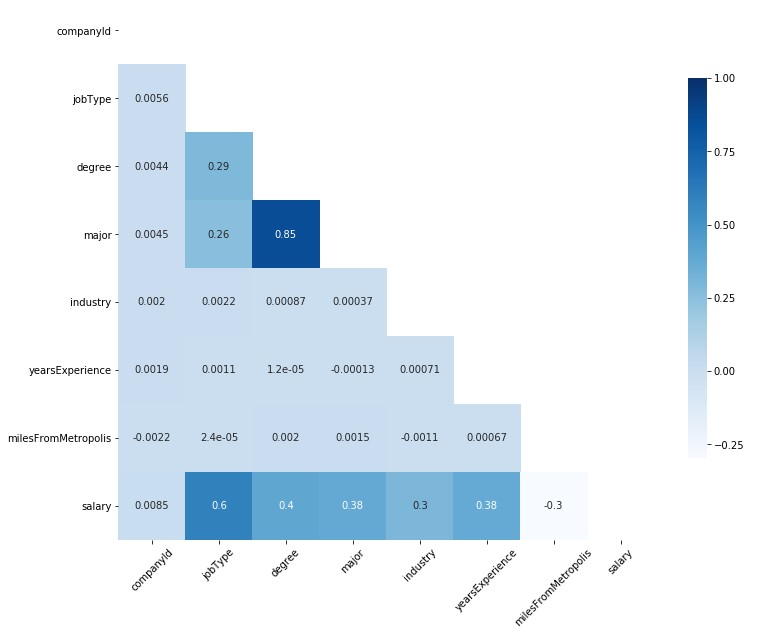 companyId
jobType 0.0056
degree 0.0044 0.29
major 0.0045 0.26 0.85
industry 0.002 0.0022 0.00087 0.00037
yearsExperience 0.0019 0.0011 1.2e-05 -0.00013 0.00071
milesFromMetropolis -0.0022 2.4e-05 0.002 0.0015 -0.0011 0.00067
salary 0.0085 0.6 0.4 0.38 0.3 0.38 -0.3
companyId jobType degree major industry yearsExperience milesFromMetropolis salary
1.00
0.75
0.50
0.25
0.00
−0.25